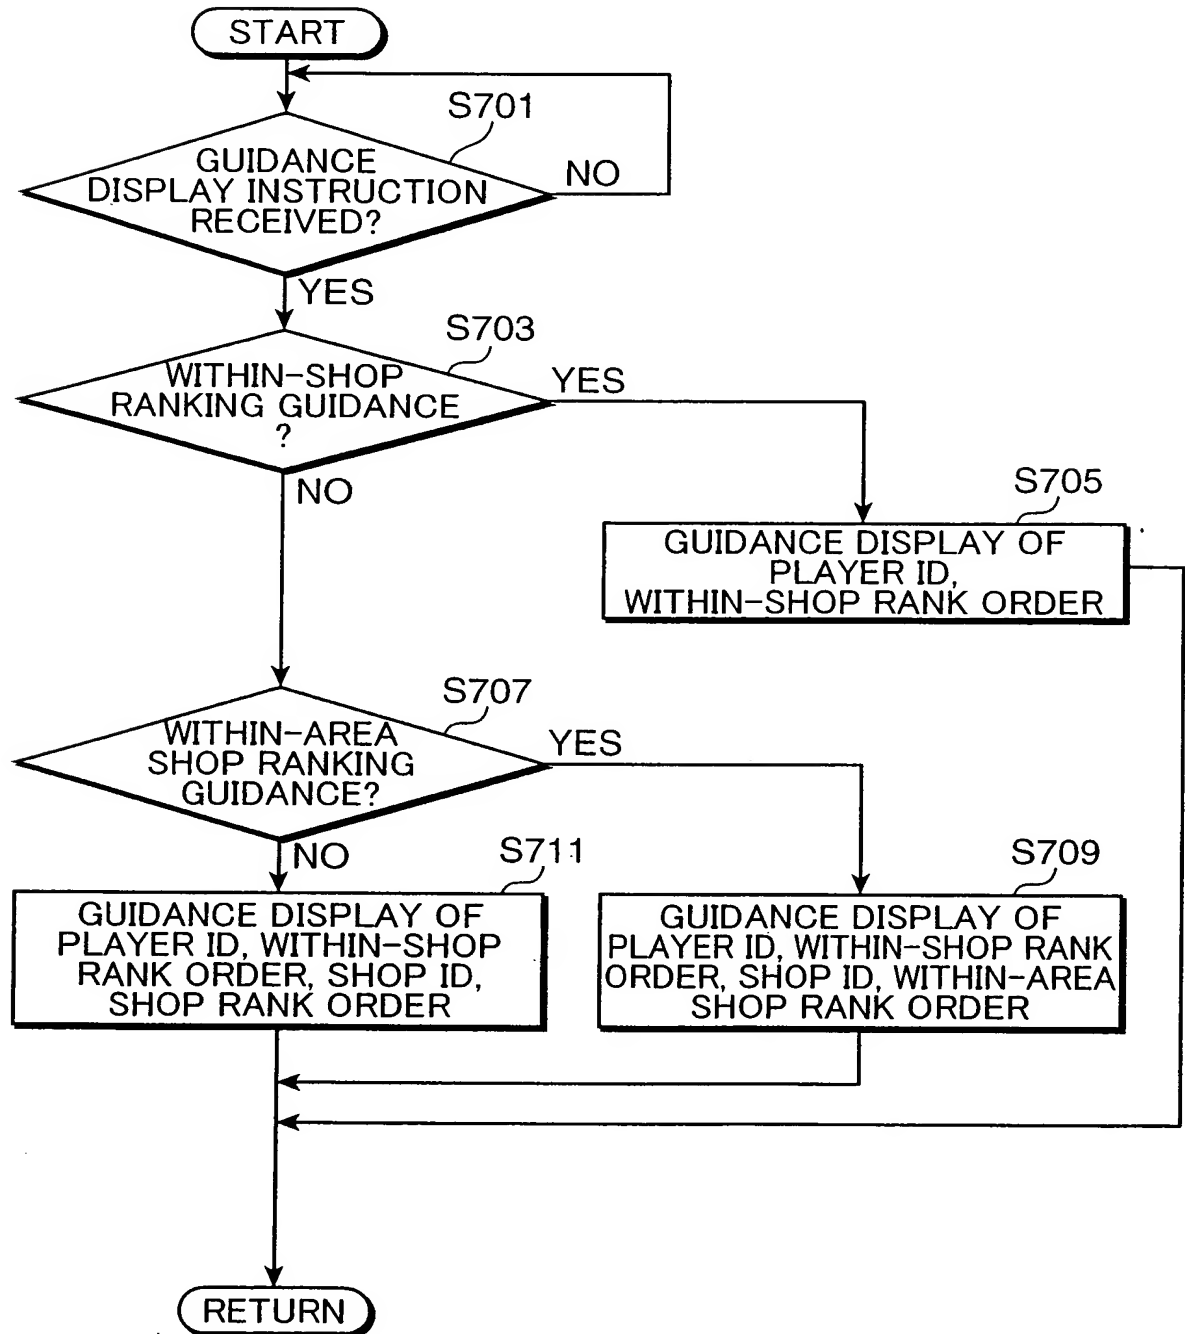 START
S701
GUIDANCE
DISPLAY INSTRUCTION
RECEIVED?
NO
YES
S703
WITHIN-SHOP
RANKING GUIDANCE
?
YES
NO
S705
GUIDANCE DISPLAY OF
PLAYER ID,
WITHIN-SHOP RANK ORDER
S707
WITHIN-AREA
SHOP RANKING
GUIDANCE?
YES
NO
S711
GUIDANCE DISPLAY OF
PLAYER ID, WITHIN-SHOP
RANK ORDER, SHOP ID,
SHOP RANK ORDER
S709
GUIDANCE DISPLAY OF
PLAYER ID, WITHIN-SHOP RANK
ORDER, SHOP ID, WITHIN-AREA
SHOP RANK ORDER
RETURN